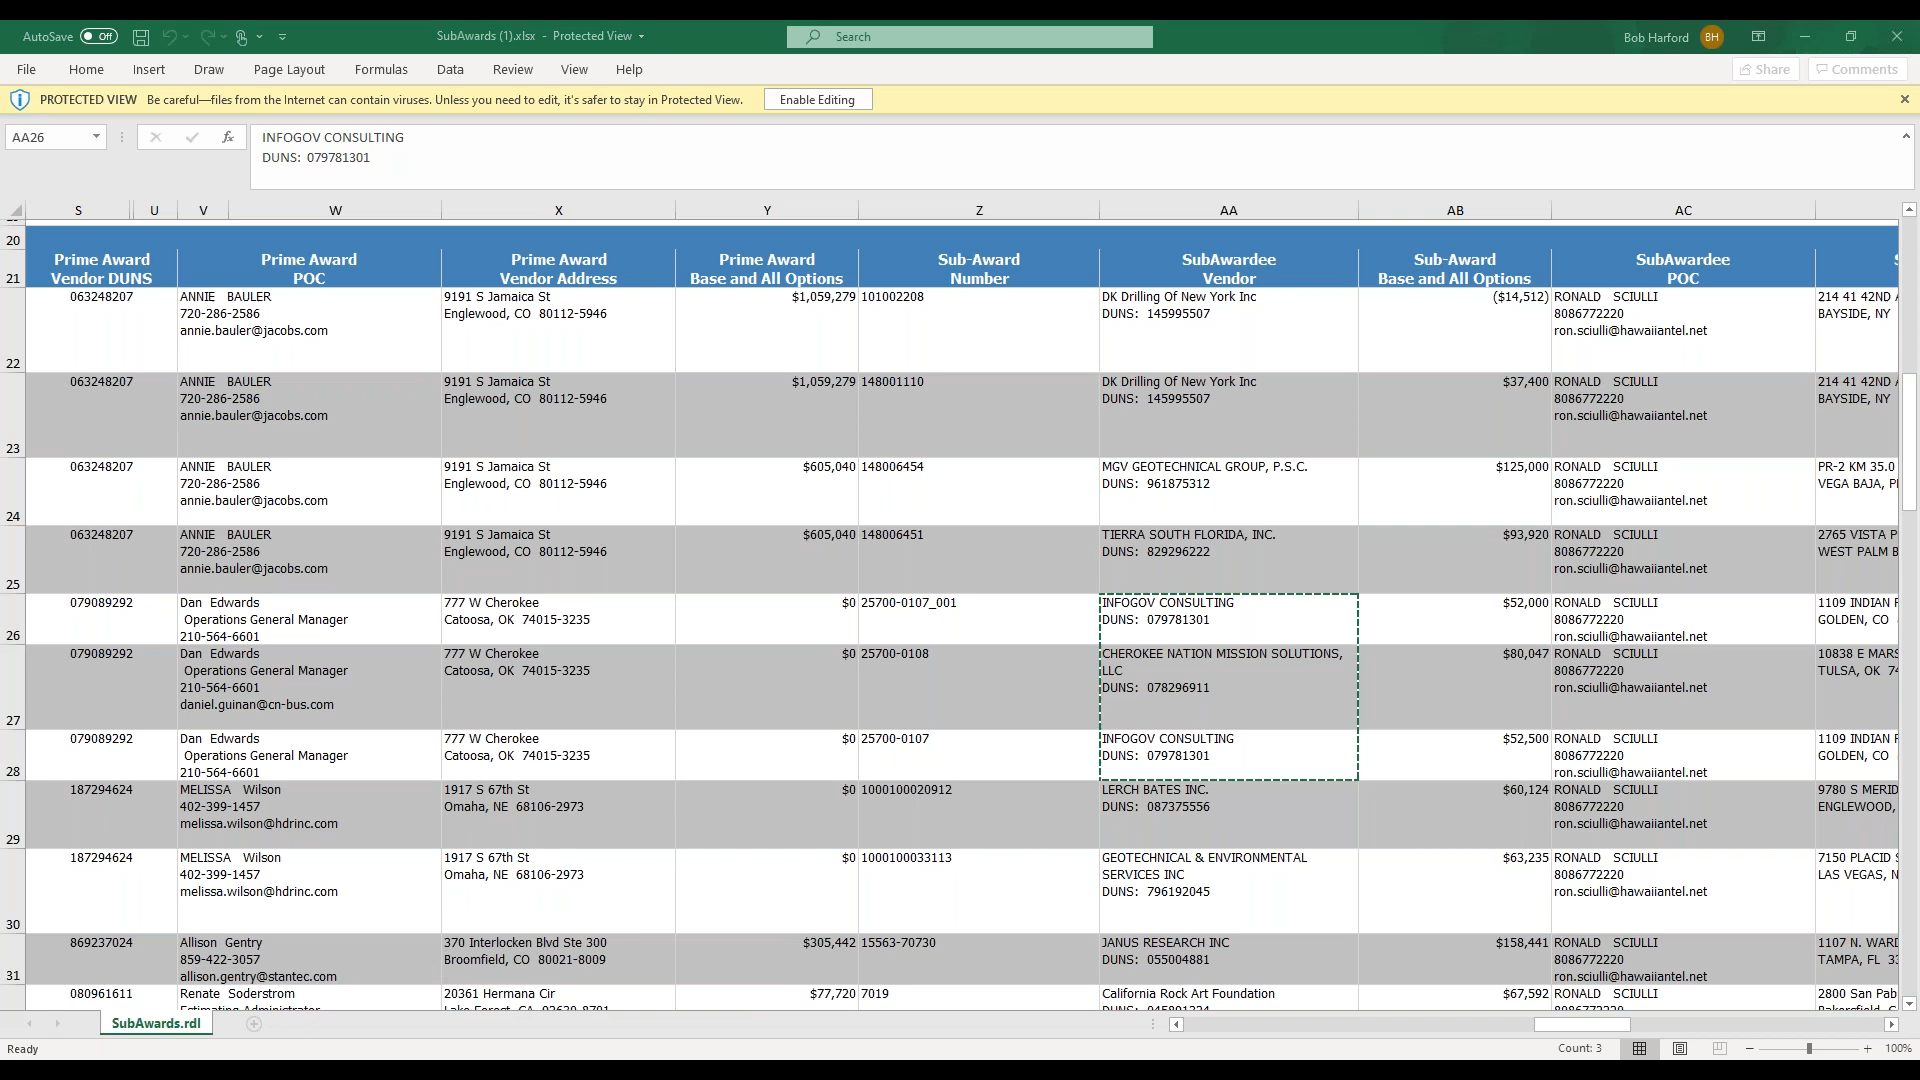 AutoSave Off SubAwards (1).xlsx - Protected View Search Bob Harford BH
File Home Insert Draw Page Layout Formulas Data Review View Help Share Comments
PROTECTED VIEW Be careful—files from the Internet can contain viruses. Unless you need to edit, it's safer to stay in Protected View. Enable Editing
AA26 fx INFOGOV CONSULTING
DUNS: 079781301
S U V W X Y Z AA AB AC
20
Prime Award Prime Award Prime Award Prime Award Sub-Award SubAwardee Sub-Award SubAwardee
21 Vendor DUNS POC Vendor Address Base and All Options Number Vendor Base and All Options POC
063248207 ANNIE BAULER 9191 S Jamaica St $1,059,279 101002208 DK Drilling Of New York Inc ($14,512) RONALD SCIULLI 214 41 42ND
720-286-2586 Englewood, CO 80112-5946 DUNS: 145995507 8086772220 BAYSIDE, NY
annie.bauler@jacobs.com ron.sciulli@hawaiiantel.net
22
063248207 ANNIE BAULER 9191 S Jamaica St $1,059,279 148001110 DK Drilling Of New York Inc $37,400 RONALD SCIULLI 214 41 42ND
720-286-2586 Englewood, CO 80112-5946 DUNS: 145995507 8086772220 BAYSIDE, NY
annie.bauler@jacobs.com ron.sciulli@hawaiiantel.net
23
063248207 ANNIE BAULER 9191 S Jamaica St $605,040 148006454 MGV GEOTECHNICAL GROUP, P.S.C. $125,000 RONALD SCIULLI PR-2 KM 35.0
720-286-2586 Englewood, CO 80112-5946 DUNS: 961875312 8086772220 VEGA BAJA,
annie.bauler@jacobs.com ron.sciulli@hawaiiantel.net
24
063248207 ANNIE BAULER 9191 S Jamaica St $605,040 148006451 TIERRA SOUTH FLORIDA, INC. $93,920 RONALD SCIULLI 2765 VISTA
720-286-2586 Englewood, CO 80112-5946 DUNS: 829296222 8086772220 WEST PALM
annie.bauler@jacobs.com ron.sciulli@hawaiiantel.net
25
079089292 Dan Edwards 777 W Cherokee $0 25700-0107_001 INFOGOV CONSULTING $52,000 RONALD SCIULLI 1109 INDIAN
Operations General Manager Catoosa, OK 74015-3235 DUNS: 079781301 8086772220 GOLDEN, CO
26 210-564-6601 ron.sciulli@hawaiiantel.net
079089292 Dan Edwards 777 W Cherokee $0 25700-0108 CHEROKEE NATION MISSION SOLUTIONS, $80,047 RONALD SCIULLI 10838 E
Operations General Manager Catoosa, OK 74015-3235 LLC 8086772220 TULSA, OK
210-564-6601 DUNS: 078296911 ron.sciulli@hawaiiantel.net
daniel.guinan@cn-bus.com
27
079089292 Dan Edwards 777 W Cherokee $0 25700-0107 INFOGOV CONSULTING $52,500 RONALD SCIULLI 1109 INDIAN
Operations General Manager Catoosa, OK 74015-3235 DUNS: 079781301 8086772220 GOLDEN, CO
28 210-564-6601 ron.sciulli@hawaiiantel.net
187294624 MELISSA Wilson 1917 S 67th St $0 1000100020912 LERCH BATES INC. $60,124 RONALD SCIULLI 9780 S
402-399-1457 Omaha, NE 68106-2973 DUNS: 087375556 8086772220 ENGLEWOOD,
melissa.wilson@hdrinc.com ron.sciulli@hawaiiantel.net
29
187294624 MELISSA Wilson 1917 S 67th St $0 1000100033113 GEOTECHNICAL & ENVIRONMENTAL $63,235 RONALD SCIULLI 7150 PLACID
402-399-1457 Omaha, NE 68106-2973 SERVICES INC 8086772220 LAS VEGAS,
melissa.wilson@hdrinc.com DUNS: 796192045 ron.sciulli@hawaiiantel.net
30
869237024 Allison Gentry 370 Interlocken Blvd Ste 300 $305,442 15563-70730 JANUS RESEARCH INC $158,441 RONALD SCIULLI 1107 N.
859-422-3057 Broomfield, CO 80021-8009 DUNS: 055004881 8086772220 TAMPA, FL
31 allison.gentry@stantec.com ron.sciulli@hawaiiantel.net
080961611 Renate Soderstrom 20361 Hermana Cir $77,720 7019 California Rock Art Foundation $67,592 RONALD SCIULLI 2800 San
SubAwards.rdl
Ready Count: 3 100%